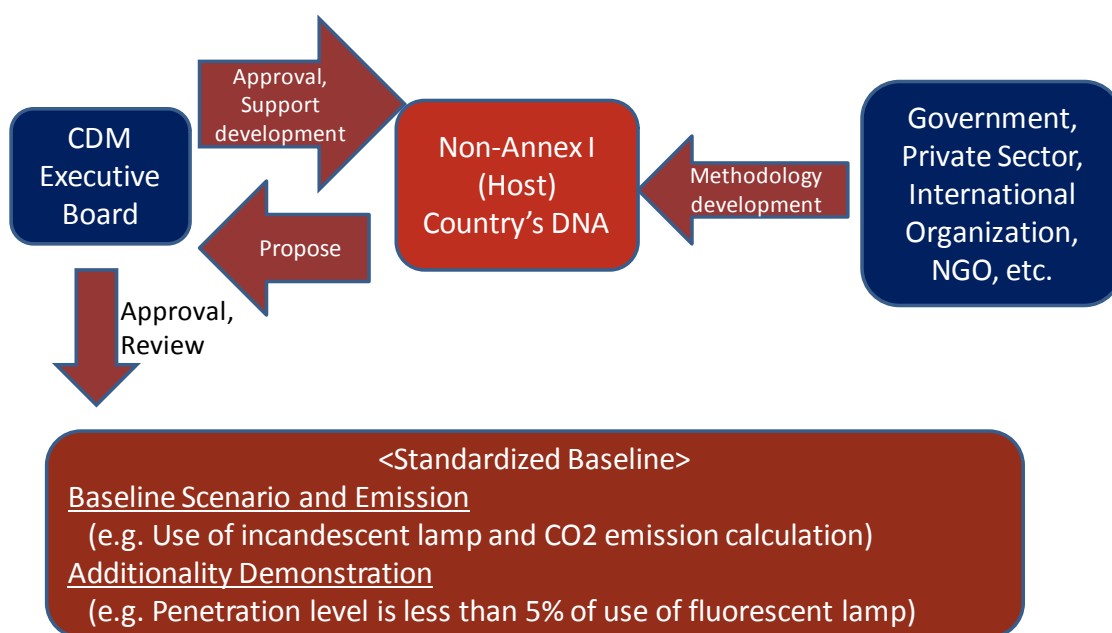 CDM
Executive
Board
Approval,
Support
development
Propose
Non-Annex I
(Host)
Country’s DNA
Methodology
development
Government,
Private Sector,
International
Organization,
NGO, etc.
Approval,
Review
<Standardized Baseline>
Baseline Scenario and Emission
(e.g. Use of incandescent lamp and CO2 emission calculation)
Additionality Demonstration
(e.g. Penetration level is less than 5% of use of fluorescent lamp)